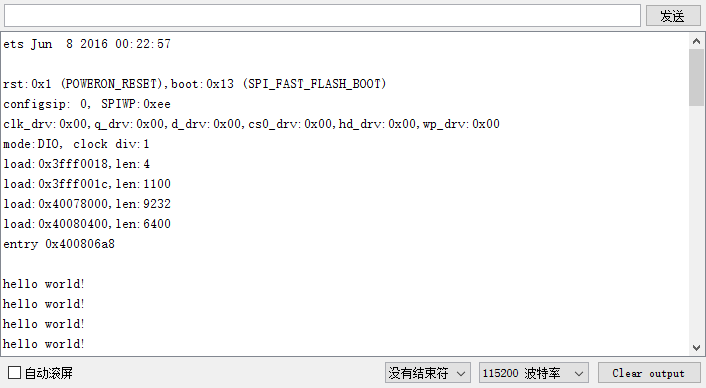 发送
ets Jun  8 2016 00:22:57
rst:0x1 (POWERON_RESET),boot:0x13 (SPI_FAST_FLASH_BOOT)
configsip: 0, SPIWP:0xee
clk_drv:0x00,q_drv:0x00,d_drv:0x00,cs0_drv:0x00,hd_drv:0x00,wp_drv:0x00
mode:DIO, clock div:1
load:0x3fff0018,len:4
load:0x3fff001c,len:1100
load:0x40078000,len:9232
load:0x40080400,len:6400
entry 0x400806a8
hello world!
hello world!
hello world!
hello world!
自动滚屏 没有结束符 115200 波特率 Clear output